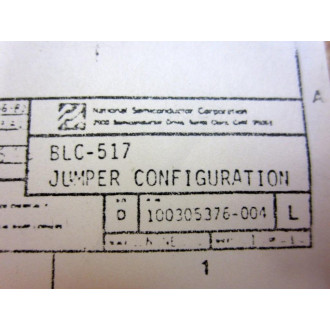 A
National Semiconductor Corporation
2900 Semiconductor Drive, Santa Clara, Calif 95051
BLC-517
JUMPER CONFIGURATION
D 100305376-004 L
1